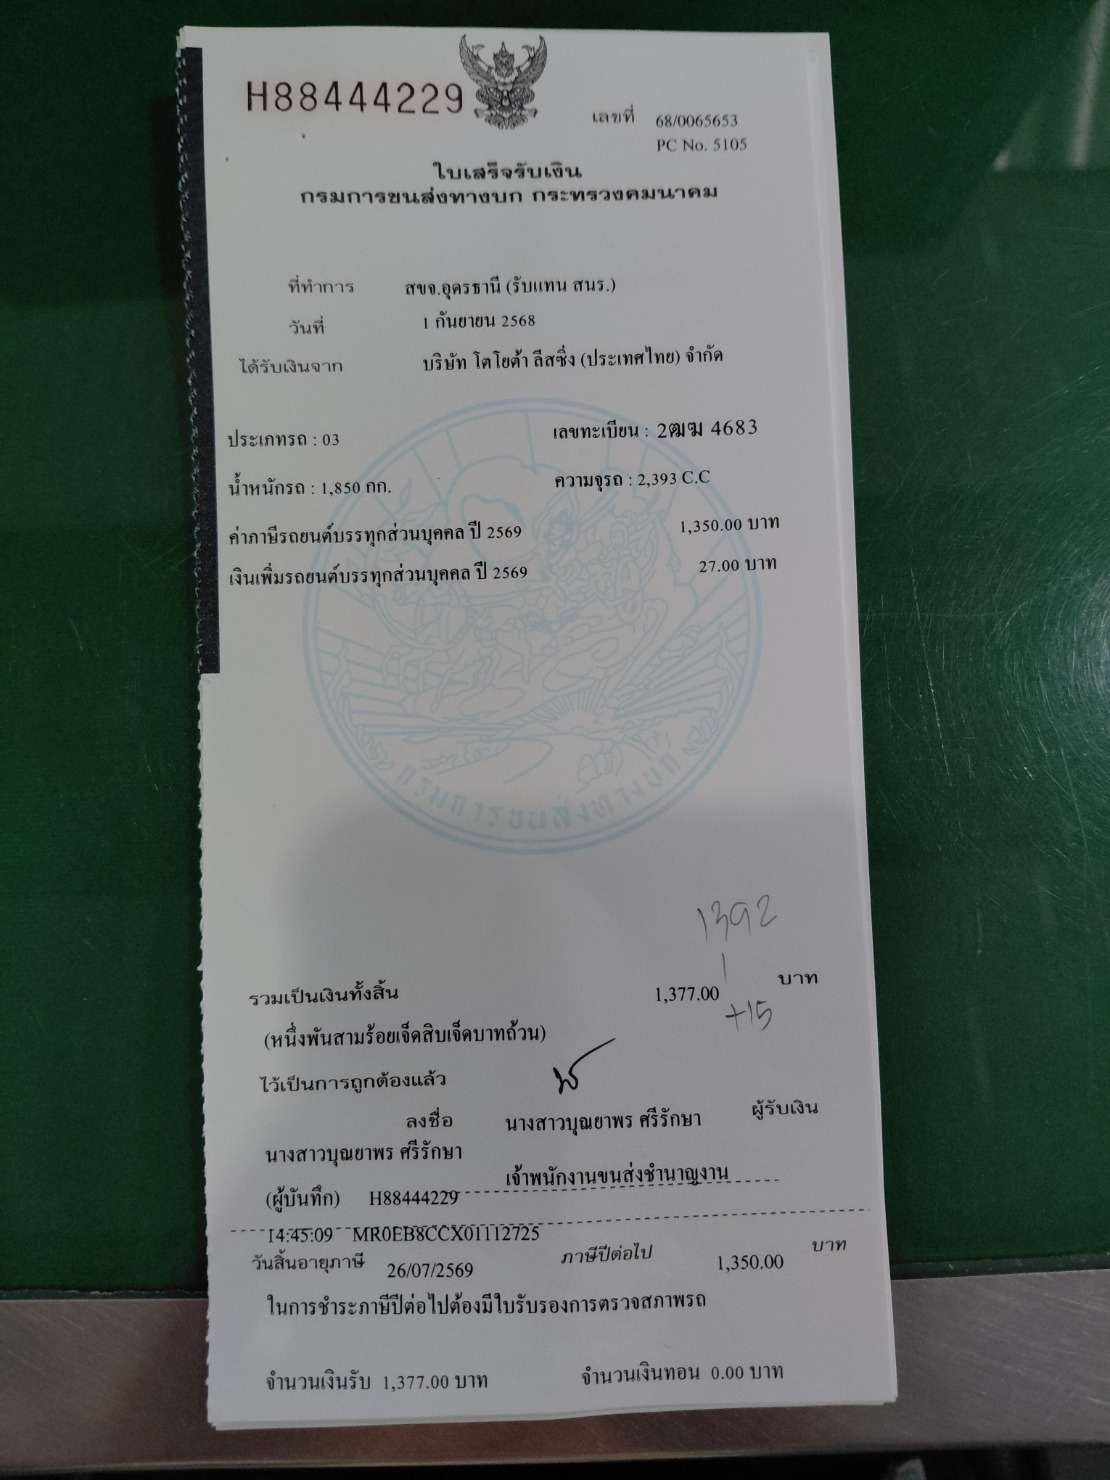 H88444229
เลขที่ 68/0065653
PC No. 5105
ใบเสร็จรับเงิน
กรมการขนส่งทางบก กระทรวงคมนาคม
ที่ทำการ สขจ.อุดรธานี (รับแทน สนร.)
วันที่ 1 กันยายน 2568
ได้รับเงินจาก บริษัท โตโยต้า ลีสซิ่ง (ประเทศไทย) จำกัด
ประเภทรถ : 03 เลขทะเบียน : 2ฒฆ 4683
น้ำหนักรถ : 1,850 กก. ความจุรถ : 2,393 C.C
ค่าภาษีรถยนต์บรรทุกส่วนบุคคล ปี 2569 1,350.00 บาท
เงินเพิ่มรถยนต์บรรทุกส่วนบุคคล ปี 2569 27.00 บาท
กรมการขนส่งทางบก
1392
รวมเป็นเงินทั้งสิ้น 1,377.00 บาท
+15
(หนึ่งพันสามร้อยเจ็ดสิบเจ็ดบาทถ้วน)
ไว้เป็นการถูกต้องแล้ว
ลงชื่อ นางสาวบุณยาพร ศรีรักษา ผู้รับเงิน
นางสาวบุณยาพร ศรีรักษา
เจ้าพนักงานขนส่งชำนาญงาน
(ผู้บันทึก) H88444229
14:45:09 MR0EB8CCX01112725
วันสิ้นอายุภาษี 26/07/2569 ภาษีปีต่อไป 1,350.00 บาท
ในการชำระภาษีปีต่อไปต้องมีใบรับรองการตรวจสภาพรถ
จำนวนเงินรับ 1,377.00 บาท จำนวนเงินทอน 0.00 บาท